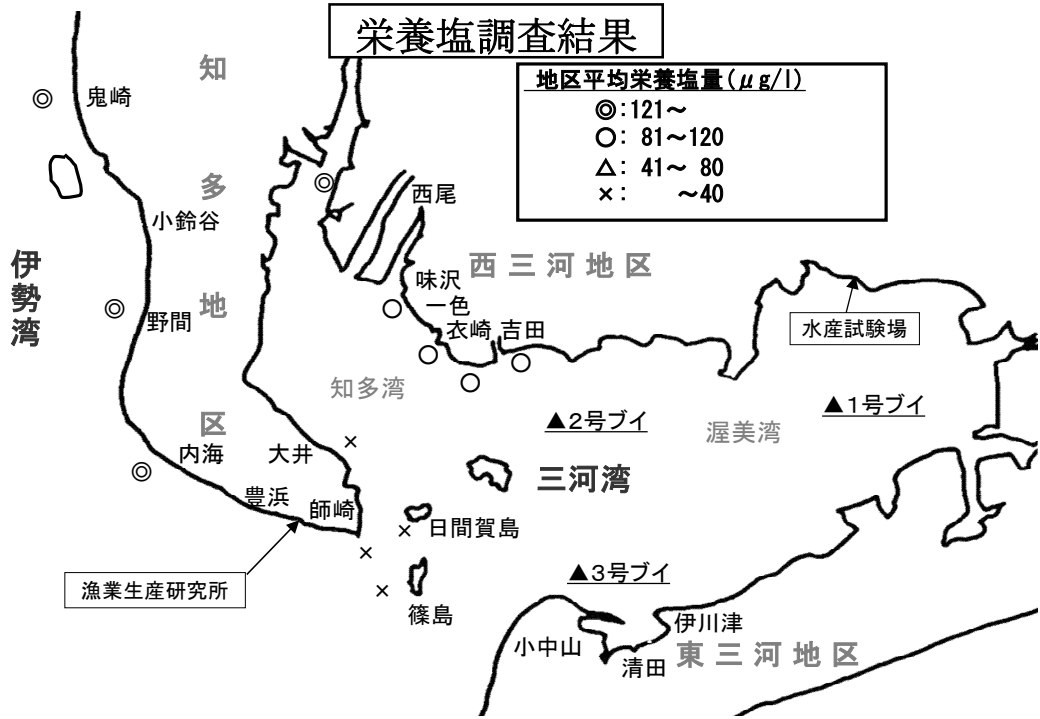 栄養塩調査結果
地区平均栄養塩量(μg/l)
◎:121~
○: 81~120
△: 41~ 80
×: ~40
知多地区
◎
鬼崎
◎
西尾
小鈴谷
伊勢湾
西三河地区
味沢
一色
○
◎
野間
衣崎
吉田
○
○
○
水産試験場
知多湾
▲2号ブイ
▲1号ブイ
渥美湾
内海
大井
×
◎
三河湾
豊浜
師崎
×
日間賀島
×
×
漁業生産研究所
篠島
▲3号ブイ
伊川津
小中山
清田
東三河地区